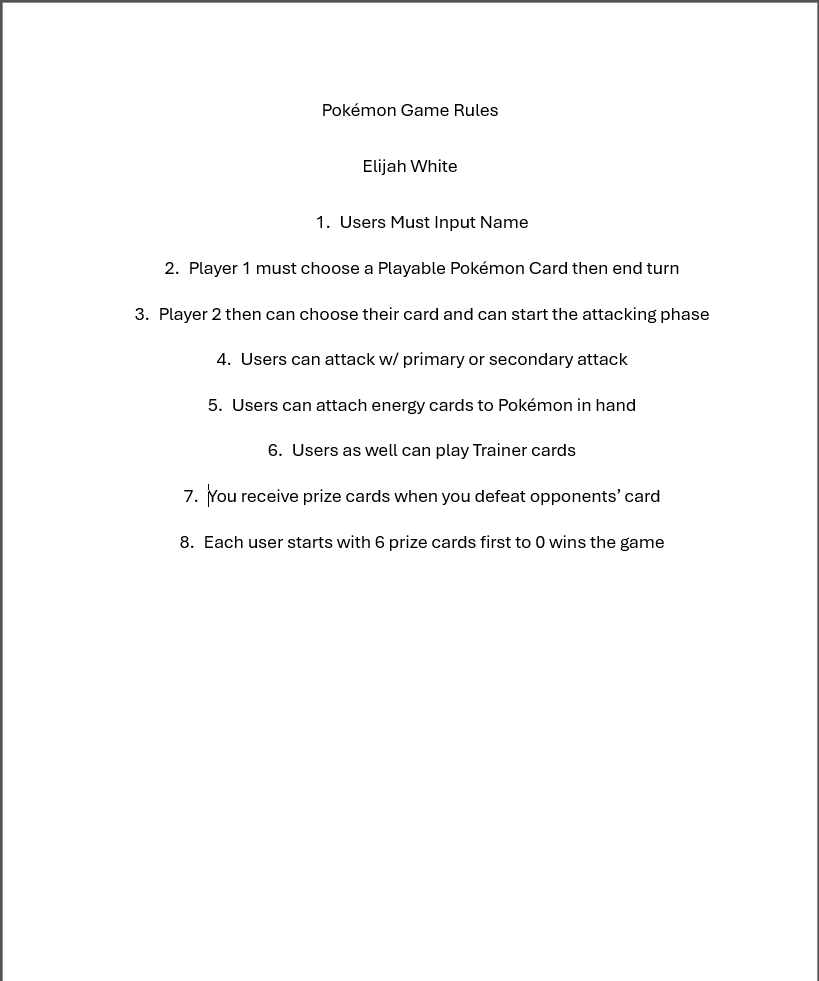 Pokémon Game Rules
Elijah White
1. Users Must Input Name
2. Player 1 must choose a Playable Pokémon Card then end turn
3. Player 2 then can choose their card and can start the attacking phase
4. Users can attack w/ primary or secondary attack
5. Users can attach energy cards to Pokémon in hand
6. Users as well can play Trainer cards
7. You receive prize cards when you defeat opponents’ card
8. Each user starts with 6 prize cards first to 0 wins the game